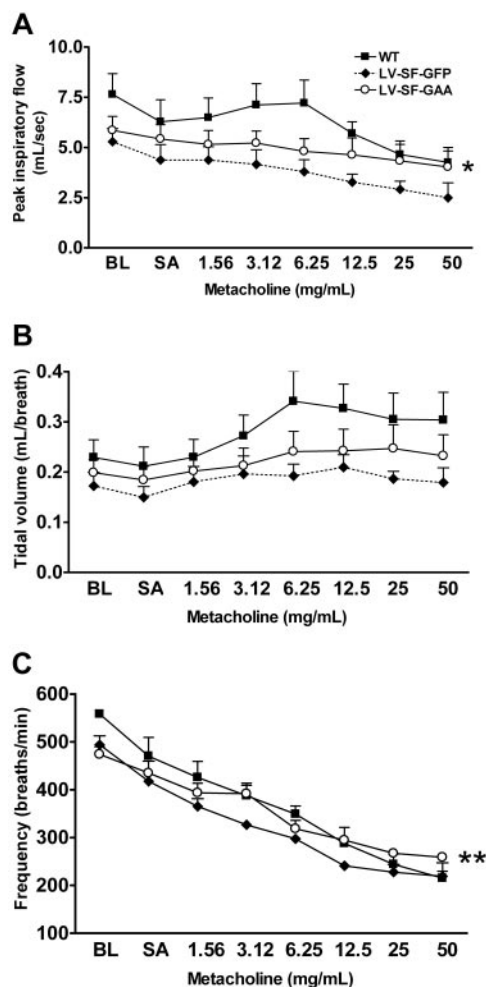 A
Peak inspiratory flow
(mL/sec)
10.0
7.5
5.0
2.5
0.0
WT
LV-SF-GFP
LV-SF-GAA
*
BL SA 1.56 3.12 6.25 12.5 25 50
Metacholine (mg/mL)
B
Tidal volume (mL/breath)
0.4
0.3
0.2
0.1
0.0
BL SA 1.56 3.12 6.25 12.5 25 50
Metacholine (mg/mL)
C
Frequency (breaths/min)
600
500
400
300
200
100
**
BL SA 1.56 3.12 6.25 12.5 25 50
Metacholine (mg/mL)